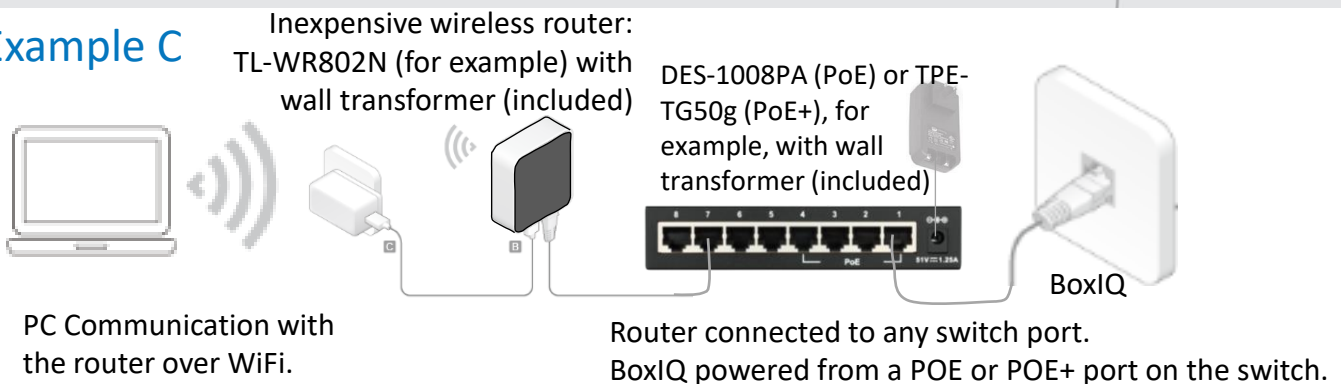 Example C
Inexpensive wireless router:
TL-WR802N (for example) with
wall transformer (included)
DES-1008PA (PoE) or TPE-
TG50g (PoE+), for
example, with wall
transformer (included)
8 7 6 5 4 3 2 1
PoE
51V 1.25A
C
B
BoxIQ
PC Communication with
the router over WiFi.
Router connected to any switch port.
BoxIQ powered from a POE or POE+ port on the switch.